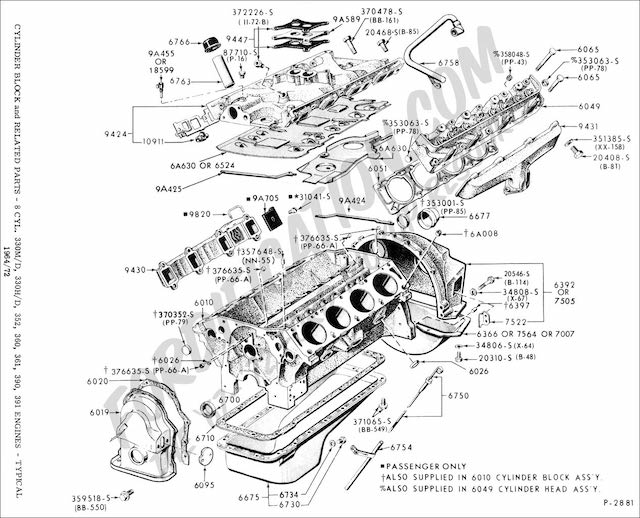 CYLINDER BLOCK and RELATED PARTS - 8 CYL. 330M/D, 330H/D, 352, 360, 361, 390, 391 ENGINES - TYPICAL
1964/72
372226-S
(11-72-B)
9447
87710-S
(P-16)
9A589
370478-S
(BB-161)
20468-S (B-85)
6766
9A455
OR
18599
6763
6758
%358048-S
(PP-43)
6065
%353063-S
(PP-78)
6065
6049
9431
351385-S
(XX-158)
20408-S
(B-81)
%353063-S
(PP-78)
6A630
9424
10911
6A630 OR 6524
6051
9A425
■9A705
■*31041-S
9A424
†353001-S
(PP-85)
6677
■9820
†6A008
†376635-S
(PP-66-A)
†357648-S
(NN-55)
9430
†376635-S
(PP-66-A)
20546-S
(B-114)
34808-S
(X-67)
†6397
6392
OR
7505
6010
†370352-S
(PP-79)
7522
6366 OR 7564 OR 7007
34806-S (X-64)
20310-S (B-48)
6026
†6026
†376635-S (PP-66-A)
6020
6019
6700
6750
371065-S
(BB-549)
6710
6754
6095
6675
6734
6730
359518-S
(BB-550)
■PASSENGER ONLY
†ALSO SUPPLIED IN 6010 CYLINDER BLOCK ASS'Y.
%ALSO SUPPLIED IN 6049 CYLINDER HEAD ASS'Y.
P-2881